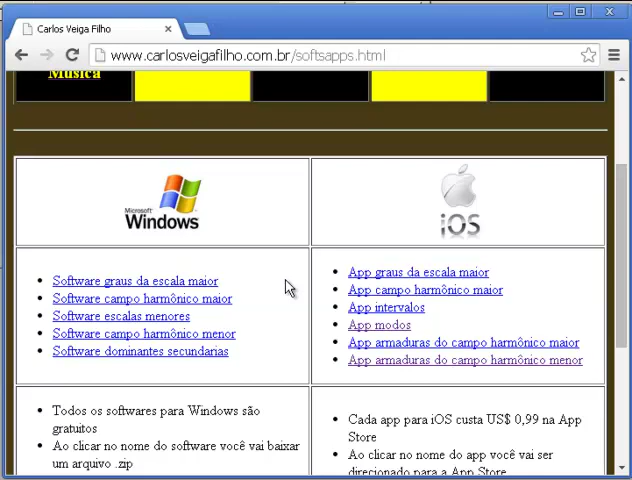 Carlos Veiga Filho
www.carlosveigafilho.com.br/softsapps.html
Musica
Microsoft
Windows
iOS
Software graus da escala maior
Software campo harmônico maior
Software escalas menores
Software campo harmônico menor
Software dominantes secundarias
App graus da escala maior
App campo harmônico maior
App intervalos
App modos
App armaduras do campo harmônico maior
App armaduras do campo harmônico menor
Todos os softwares para Windows são
gratuitos
Ao clicar no nome do software você vai baixar
um arquivo .zip
Cada app para iOS custa US$ 0,99 na App
Store
Ao clicar no nome do app você vai ser
direcionado para a App Store